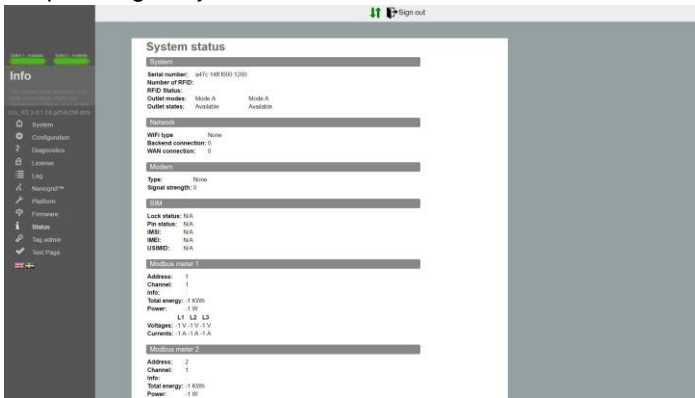 Sign out
Info
System
Configuration
Diagnostics
License
Log
Nanogrid™
Platform
Firmware
Status
Tag admin
Test Page
System status
System
Serial number:
Number of RFID:
RFID Status:
Outlet modes: Mode A Mode A
Outlet states: Available Available
Network
WiFi type None
Backend connection: 0
WAN connection: 0
Modem
Type: None
Signal strength: 0
SIM
Lock status: N/A
Pin status: N/A
IMSI: N/A
IMEI: N/A
USIMID: N/A
Modbus meter 1
Address: 1
Channel: 1
Info:
Total energy: -1 KWh
Power: -1 W
L1 L2 L3
Voltages: -1 V -1 V -1 V
Currents: -1 A -1 A -1 A
Modbus meter 2
Address: 2
Channel: 1
Info:
Total energy: -1 KWh
Power: -1 W